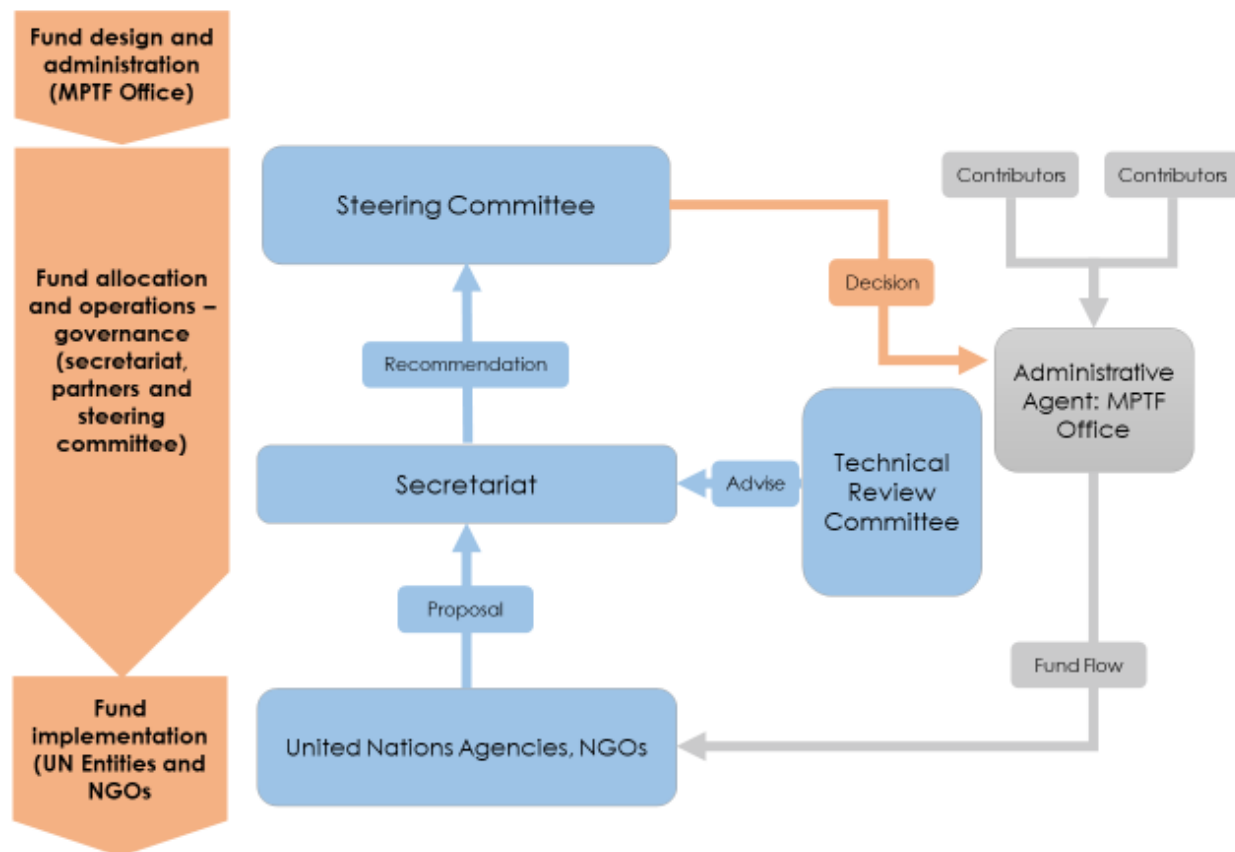 Fund design and
administration
(MPTF Office)
Fund allocation
and operations –
governance
(secretariat,
partners and
steering
committee)
Fund
implementation
(UN Entities and
NGOs
Steering Committee
Recommendation
Secretariat
Proposal
United Nations Agencies, NGOs
Advise
Technical
Review
Committee
Decision
Contributors
Contributors
Administrative
Agent: MPTF
Office
Fund Flow